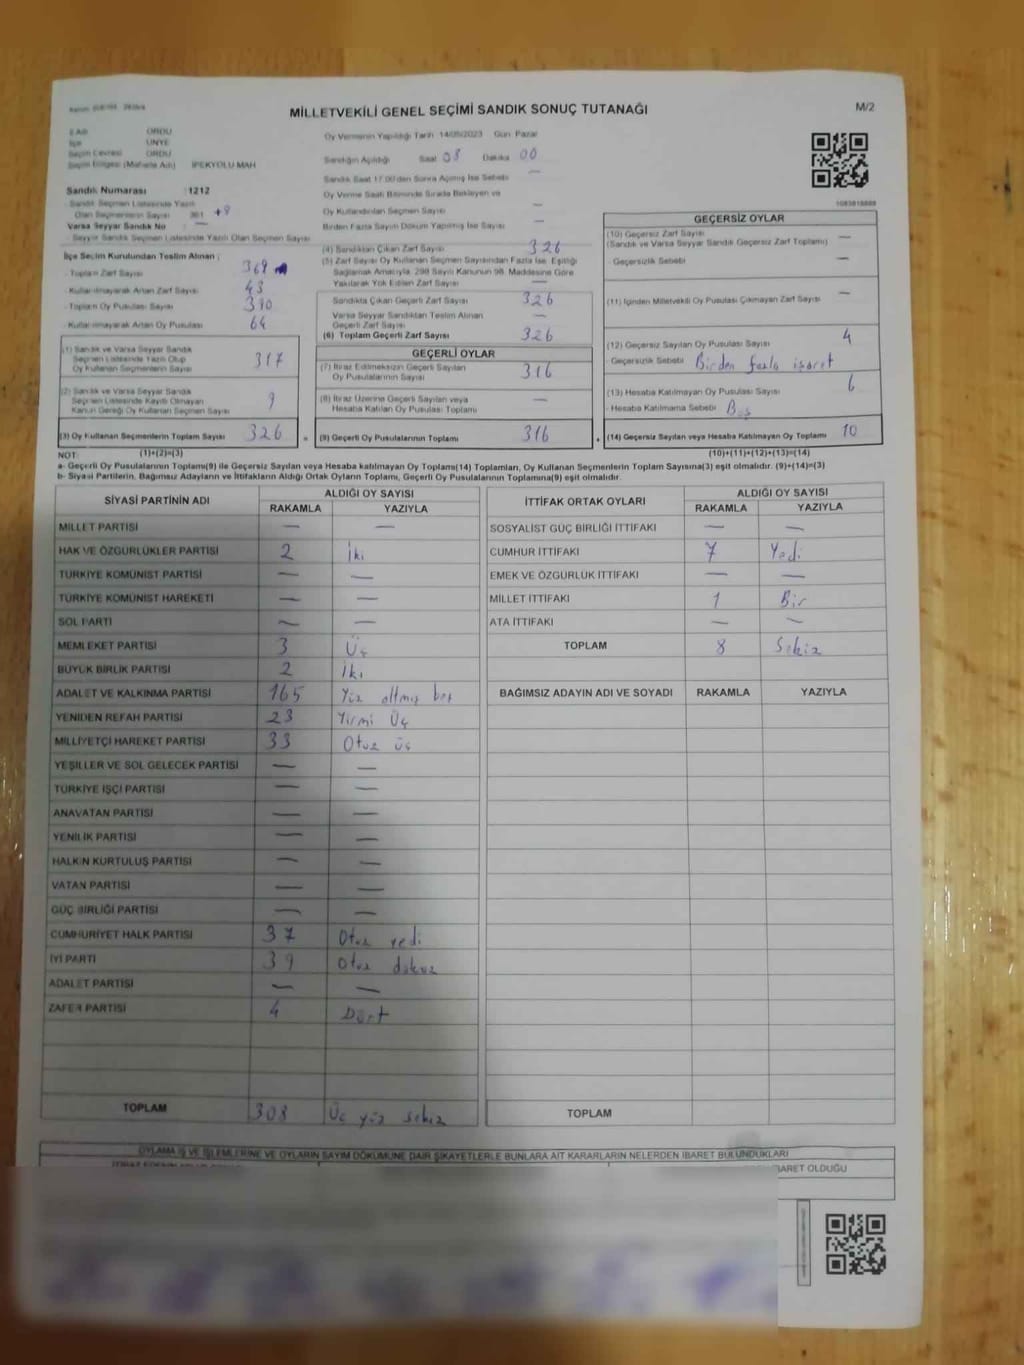 MİLLETVEKİLİ GENEL SEÇİMİ SANDIK SONUÇ TUTANAĞI
M/2
İl Adı ORDU
İlçe ÜNYE
Seçim Çevresi ORDU
Seçim Bölgesi (Mahalle Adı) İPEKYOLU MAH
Sandık Numarası : 1212
Sandık Seçmen Listesinde Yazılı
Olan Seçmenlerin Sayısı 361 +9
Varsa Seyyar Sandık No —
Seyyar Sandık Seçmen Listesinde Yazılı Olan Seçmen Sayısı
İlçe Seçim Kurulundan Teslim Alınan ;
- Toplam Zarf Sayısı 369
- Kullanılmayarak Artan Zarf Sayısı 43
- Toplam Oy Pusulası Sayısı 390
- Kullanılmayarak Artan Oy Pusulası 64
(1) Sandık ve Varsa Seyyar Sandık
Seçmen Listesinde Yazılı Olup
Oy Kullanan Seçmenlerin Sayısı 317
(2) Sandık ve Varsa Seyyar Sandık
Seçmen Listesinde Kayıtlı Olmayan
Kanun Gereği Oy Kullanan Seçmen Sayısı 9
(3) Oy Kullanan Seçmenlerin Toplam Sayısı 326
Oy Vermenin Yapıldığı Tarih 14/05/2023 Gün Pazar
Sandığın Açıldığı Saat 08 Dakika 00
Sandık Saat 17:00'den Sonra Açılmış İse Sebebi —
Oy Verme Saati Bitiminde Sırada Bekleyen ve
Oy Kullandırılan Seçmen Sayısı —
Birden Fazla Sayım Döküm Yapılmış İse Sayısı —
(4) Sandıktan Çıkan Zarf Sayısı 326
(5) Zarf Sayısı Oy Kullanan Seçmen Sayısından Fazla İse, Eşitliği
Sağlamak Amacıyla, 298 Sayılı Kanunun 98. Maddesine Göre
Yakılarak Yok Edilen Zarf Sayısı —
Sandıkta Çıkan Geçerli Zarf Sayısı 326
Varsa Seyyar Sandıktan Teslim Alınan
Geçerli Zarf Sayısı —
(6) Toplam Geçerli Zarf Sayısı 326
GEÇERLİ OYLAR
(7) İtiraz Edilmeksizin Geçerli Sayılan
Oy Pusulalarının Sayısı 316
(8) İtiraz Üzerine Geçerli Sayılan veya
Hesaba Katılan Oy Pusulası Toplamı —
(9) Geçerli Oy Pusulalarının Toplamı 316
GEÇERSİZ OYLAR
(10) Geçersiz Zarf Sayısı
(Sandık ve Varsa Seyyar Sandık Geçersiz Zarf Toplamı) —
Geçersizlik Sebebi —
(11) İçinden Milletvekili Oy Pusulası Çıkmayan Zarf Sayısı —
(12) Geçersiz Sayılan Oy Pusulası Sayısı 4
Geçersizlik Sebebi Birden fazla işaret
(13) Hesaba Katılmayan Oy Pusulası Sayısı 6
- Hesaba Katılmama Sebebi Boş
(14) Geçersiz Sayılan veya Hesaba Katılmayan Oy Toplamı 10
NOT: (1)+(2)=(3) (10)+(11)+(12)+(13)=(14)
a- Geçerli Oy Pusulalarının Toplamı(9) ile Geçersiz Sayılan veya Hesaba katılmayan Oy Toplamı(14) Toplamları, Oy Kullanan Seçmenlerin Toplam Sayısına(3) eşit olmalıdır. (9)+(14)=(3)
b- Siyasi Partilerin, Bağımsız Adayların ve İttifakların Aldığı Ortak Oyların Toplamı, Geçerli Oy Pusulalarının Toplamına(9) eşit olmalıdır.
SİYASİ PARTİNİN ADI ALDIĞI OY SAYISI
RAKAMLA YAZIYLA
MİLLET PARTİSİ — —
HAK VE ÖZGÜRLÜKLER PARTİSİ 2 İki
TÜRKİYE KOMÜNİST PARTİSİ — —
TÜRKİYE KOMÜNİST HAREKETİ — —
SOL PARTİ — —
MEMLEKET PARTİSİ 3 Üç
BÜYÜK BİRLİK PARTİSİ 2 İki
ADALET VE KALKINMA PARTİSİ 165 Yüz altmış beş
YENİDEN REFAH PARTİSİ 23 Yirmi Üç
MİLLİYETÇİ HAREKET PARTİSİ 33 Otuz üç
YEŞİLLER VE SOL GELECEK PARTİSİ — —
TÜRKİYE İŞÇİ PARTİSİ — —
ANAVATAN PARTİSİ — —
YENİLİK PARTİSİ — —
HALKIN KURTULUŞ PARTİSİ — —
VATAN PARTİSİ — —
GÜÇ BİRLİĞİ PARTİSİ — —
CUMHURİYET HALK PARTİSİ 37 Otuz yedi
İYİ PARTİ 39 Otuz dokuz
ADALET PARTİSİ — —
ZAFER PARTİSİ 4 Dört
TOPLAM 308 Üç yüz sekiz
İTTİFAK ORTAK OYLARI ALDIĞI OY SAYISI
RAKAMLA YAZIYLA
SOSYALİST GÜÇ BİRLİĞİ İTTİFAKI — —
CUMHUR İTTİFAKI 7 Yedi
EMEK VE ÖZGÜRLÜK İTTİFAKI — —
MİLLET İTTİFAKI 1 Bir
ATA İTTİFAKI — —
TOPLAM 8 Sekiz
BAĞIMSIZ ADAYIN ADI VE SOYADI RAKAMLA YAZIYLA
TOPLAM
OYLAMA İŞ VE İŞLEMLERİNE VE OYLARIN SAYIM DÖKÜMÜNE DAİR ŞİKAYETLERLE BUNLARA AİT KARARLARIN NELERDEN İBARET BULUNDUKLARI
İBARET OLDUĞU